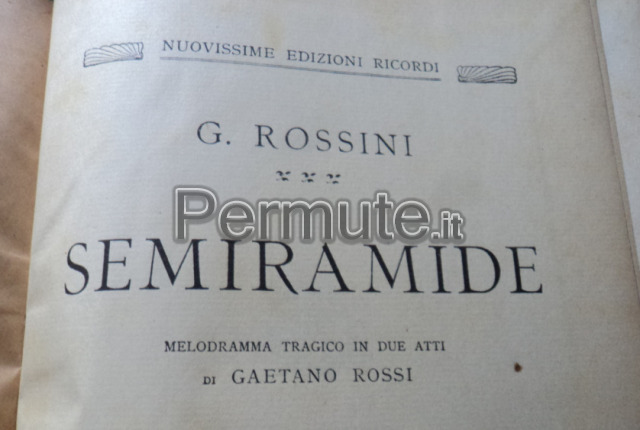 NUOVISSIME EDIZIONI RICORDI
G. ROSSINI
Permute.it
SEMIRAMIDE
MELODRAMMA TRAGICO IN DUE ATTI
DI GAETANO ROSSI